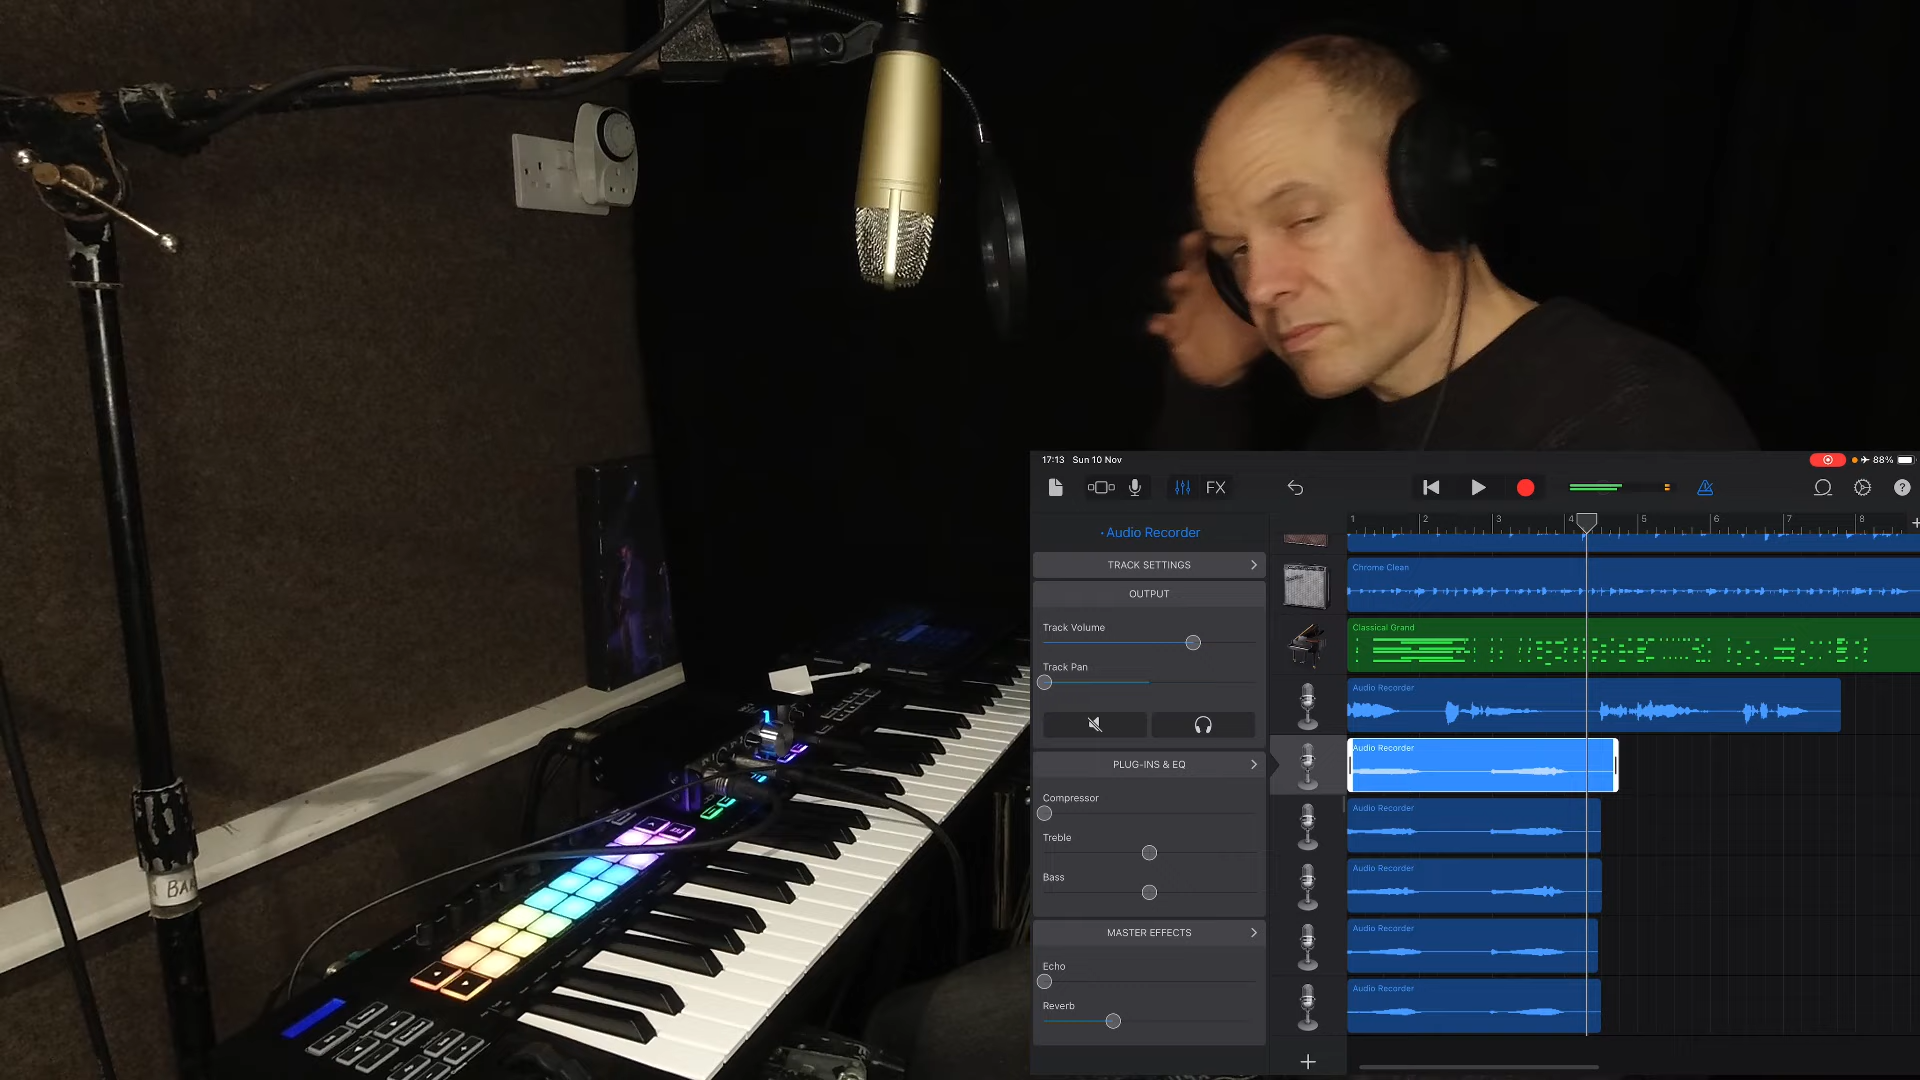 BAR
17:13 Sun 10 Nov
88%
FX
?
Audio Recorder
TRACK SETTINGS
OUTPUT
Track Volume
Track Pan
PLUG-INS & EQ
Compressor
Treble
Bass
MASTER EFFECTS
Echo
Reverb
1 2 3 4 5 6 7 8
Chrome Clean
Classical Grand
Audio Recorder
Audio Recorder
Audio Recorder
Audio Recorder
Audio Recorder
Audio Recorder